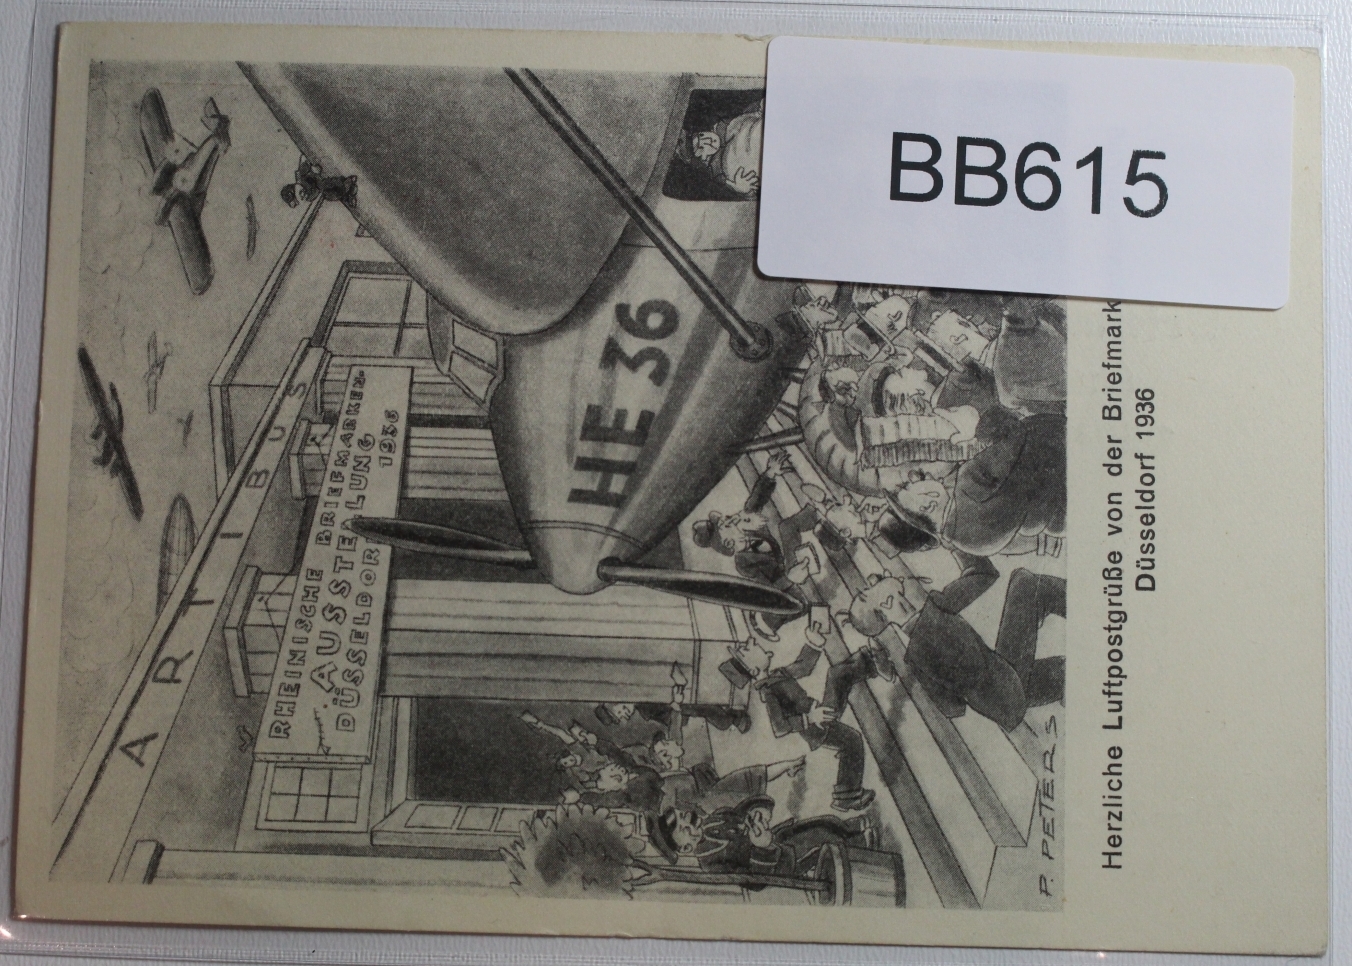 BB615
ARTIBUS
RHEINISCHE BRIEFMARKEN-
AUSSTELLUNG
DÜSSELDORF 1936
HE 36
P. PETERS
Herzliche Luftpostgrüße von der Briefmark
Düsseldorf 1936